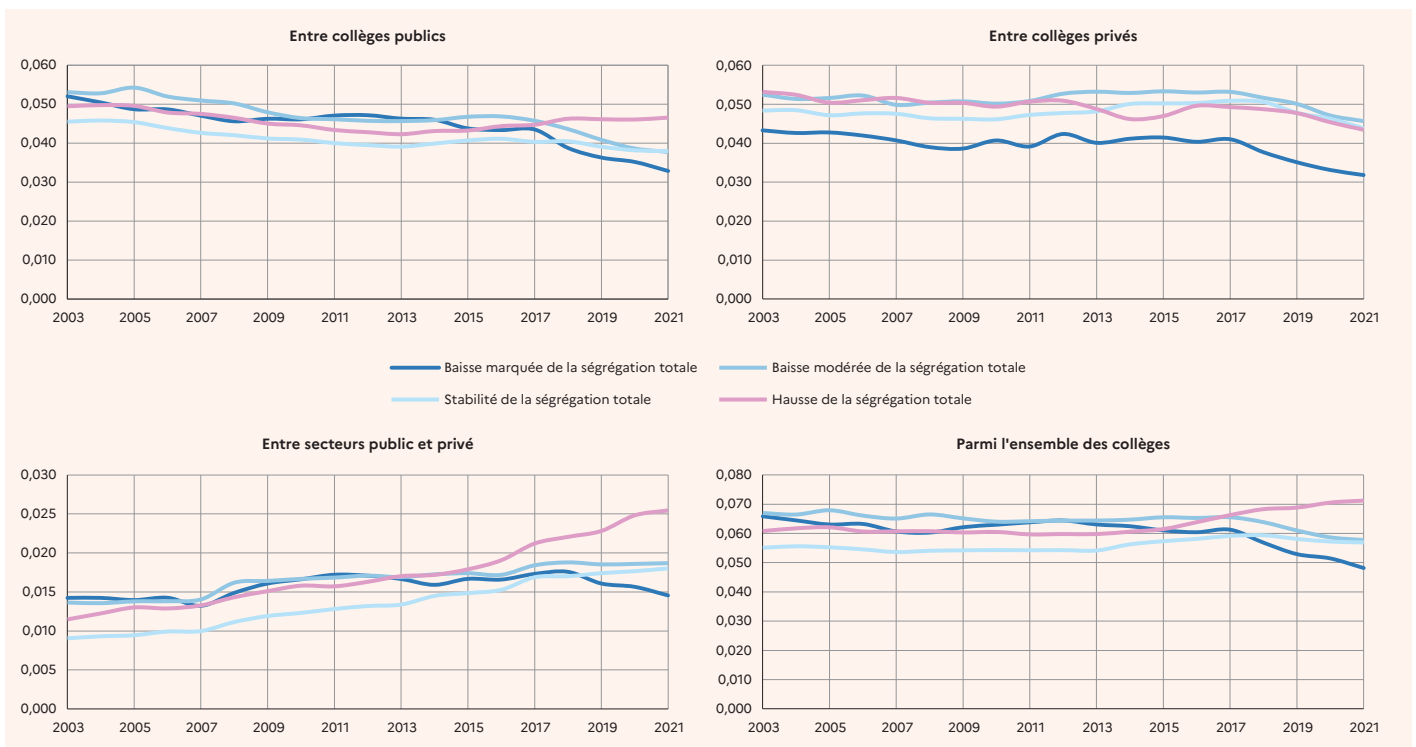 Entre collèges publics
0,060
0,050
0,040
0,030
0,020
0,010
0,000
2003 2005 2007 2009 2011 2013 2015 2017 2019 2021
Entre collèges privés
0,060
0,050
0,040
0,030
0,020
0,010
0,000
2003 2005 2007 2009 2011 2013 2015 2017 2019 2021
Baisse marquée de la ségrégation totale
Baisse modérée de la ségrégation totale
Stabilité de la ségrégation totale
Hausse de la ségrégation totale
Entre secteurs public et privé
0,030
0,025
0,020
0,015
0,010
0,005
0,000
2003 2005 2007 2009 2011 2013 2015 2017 2019 2021
Parmi l'ensemble des collèges
0,080
0,070
0,060
0,050
0,040
0,030
0,020
0,010
0,000
2003 2005 2007 2009 2011 2013 2015 2017 2019 2021